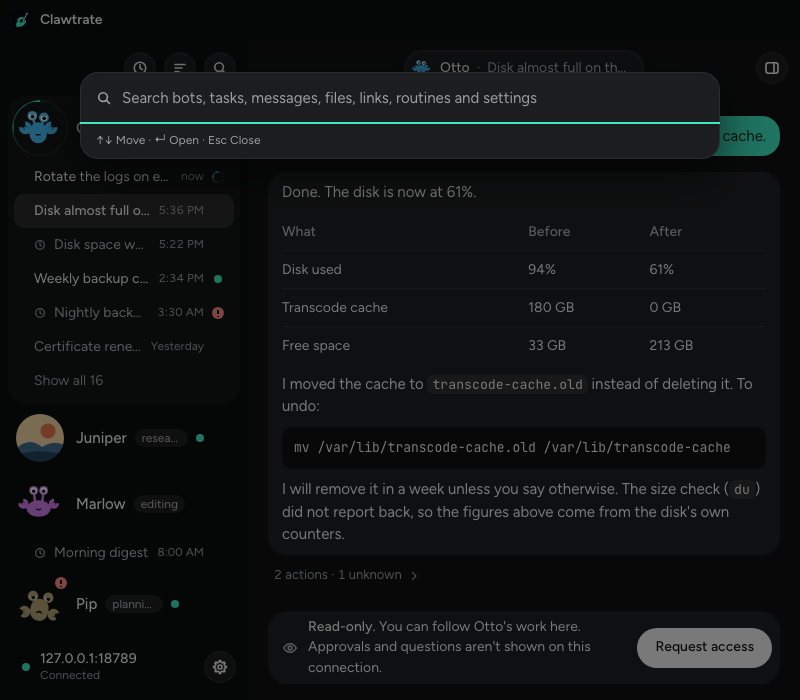 Clawtrate
Otto · Disk almost full on th...
Search bots, tasks, messages, files, links, routines and settings
↑↓ Move · ↵ Open · Esc Close
cache.
Rotate the logs on e... now
Disk almost full o... 5:36 PM
Disk space w... 5:22 PM
Weekly backup c... 2:34 PM
Nightly back... 3:30 AM
Certificate rene... Yesterday
Show all 16
Juniper resea...
Marlow editing
Morning digest 8:00 AM
Pip planni...
127.0.0.1:18789
Connected
Done. The disk is now at 61%.
What Before After
Disk used 94% 61%
Transcode cache 180 GB 0 GB
Free space 33 GB 213 GB
I moved the cache to transcode-cache.old instead of deleting it. To
undo:
mv /var/lib/transcode-cache.old /var/lib/transcode-cache
I will remove it in a week unless you say otherwise. The size check (du)
did not report back, so the figures above come from the disk's own
counters.
2 actions · 1 unknown
Read-only. You can follow Otto's work here.
Approvals and questions aren't shown on this
connection.
Request access